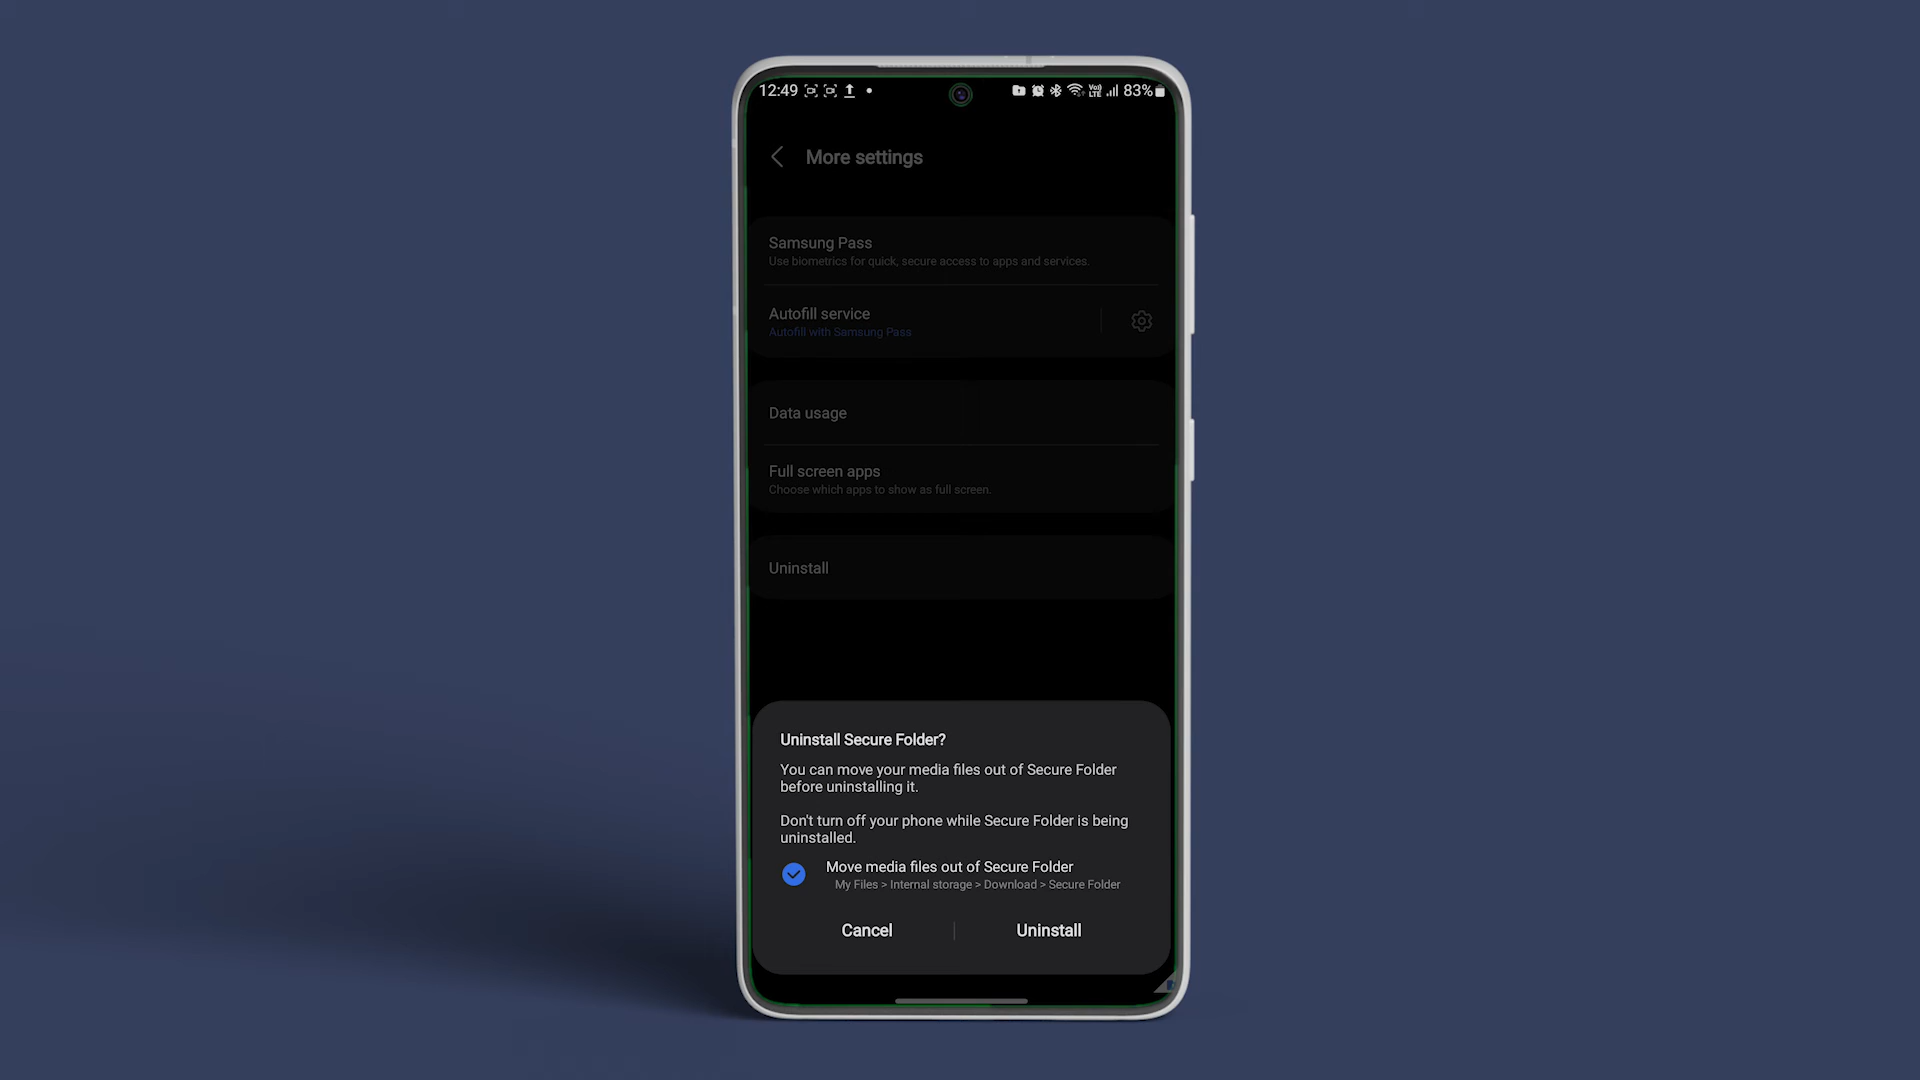 12:49
VoLTE 83%
More settings
Samsung Pass
Use biometrics for quick, secure access to apps and services.
Autofill service
Autofill with Samsung Pass
Data usage
Full screen apps
Choose which apps to show as full screen.
Uninstall
Uninstall Secure Folder?
You can move your media files out of Secure Folder
before uninstalling it.
Don't turn off your phone while Secure Folder is being
uninstalled.
Move media files out of Secure Folder
My Files > Internal storage > Download > Secure Folder
Cancel
Uninstall